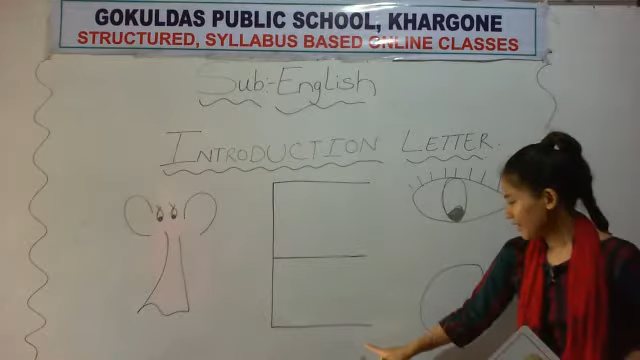 GOKULDAS PUBLIC SCHOOL, KHARGONE
STRUCTURED, SYLLABUS BASED ONLINE CLASSES
Sub:-English
INTRODUCTION LETTER.
E